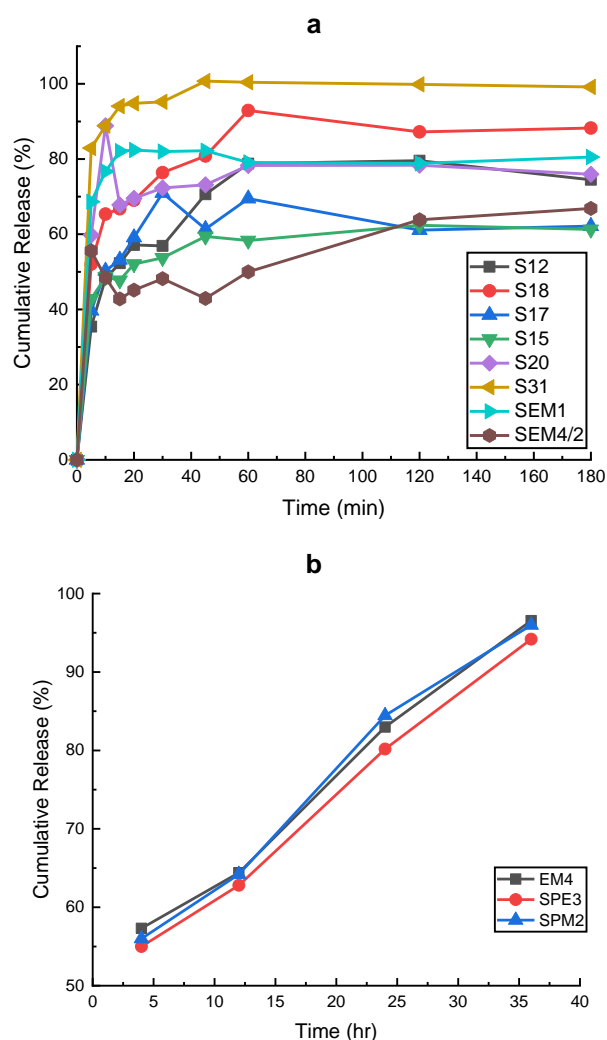 a
100
80
60
40
20
0
Cumulative Release (%)
S12
S18
S17
S15
S20
S31
SEM1
SEM4/2
0 20 40 60 80 100 120 140 160 180
Time (min)
b
100
90
80
70
60
50
Cumulative Release (%)
EM4
SPE3
SPM2
0 5 10 15 20 25 30 35 40
Time (hr)